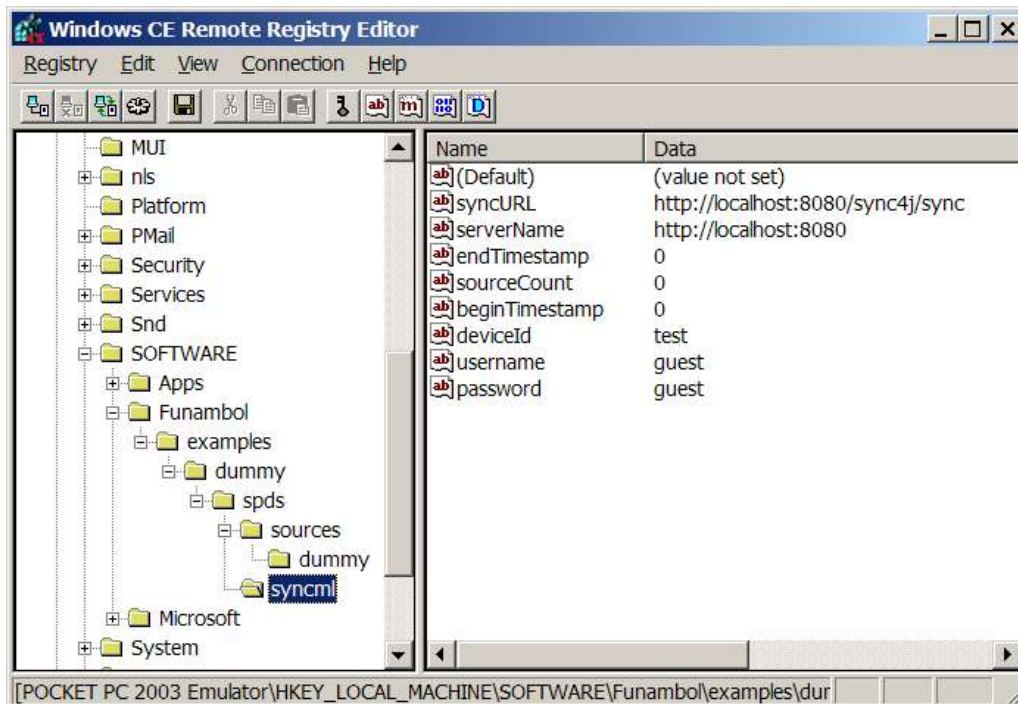 Windows CE Remote Registry Editor
Registry Edit View Connection Help
MUI
nls
Platform
PMail
Security
Services
Snd
SOFTWARE
Apps
Funambol
examples
dummy
spds
sources
dummy
syncml
Microsoft
System
Name Data
(Default) (value not set)
syncURL http://localhost:8080/sync4j/sync
serverName http://localhost:8080
endTimestamp 0
sourceCount 0
beginTimestamp 0
deviceId test
username guest
password guest
[POCKET PC 2003 Emulator\HKEY_LOCAL_MACHINE\SOFTWARE\Funambol\examples\dur